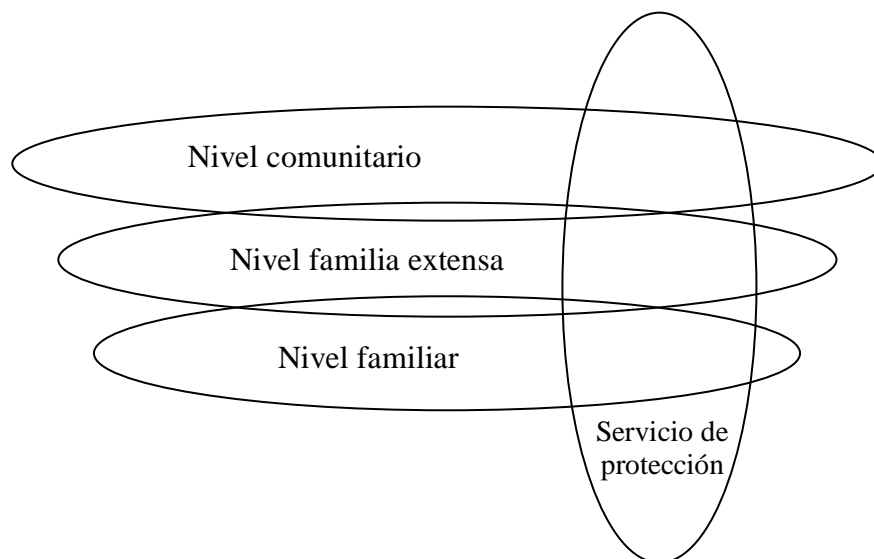 Nivel comunitario
Nivel familia extensa
Nivel familiar
Servicio de
protección